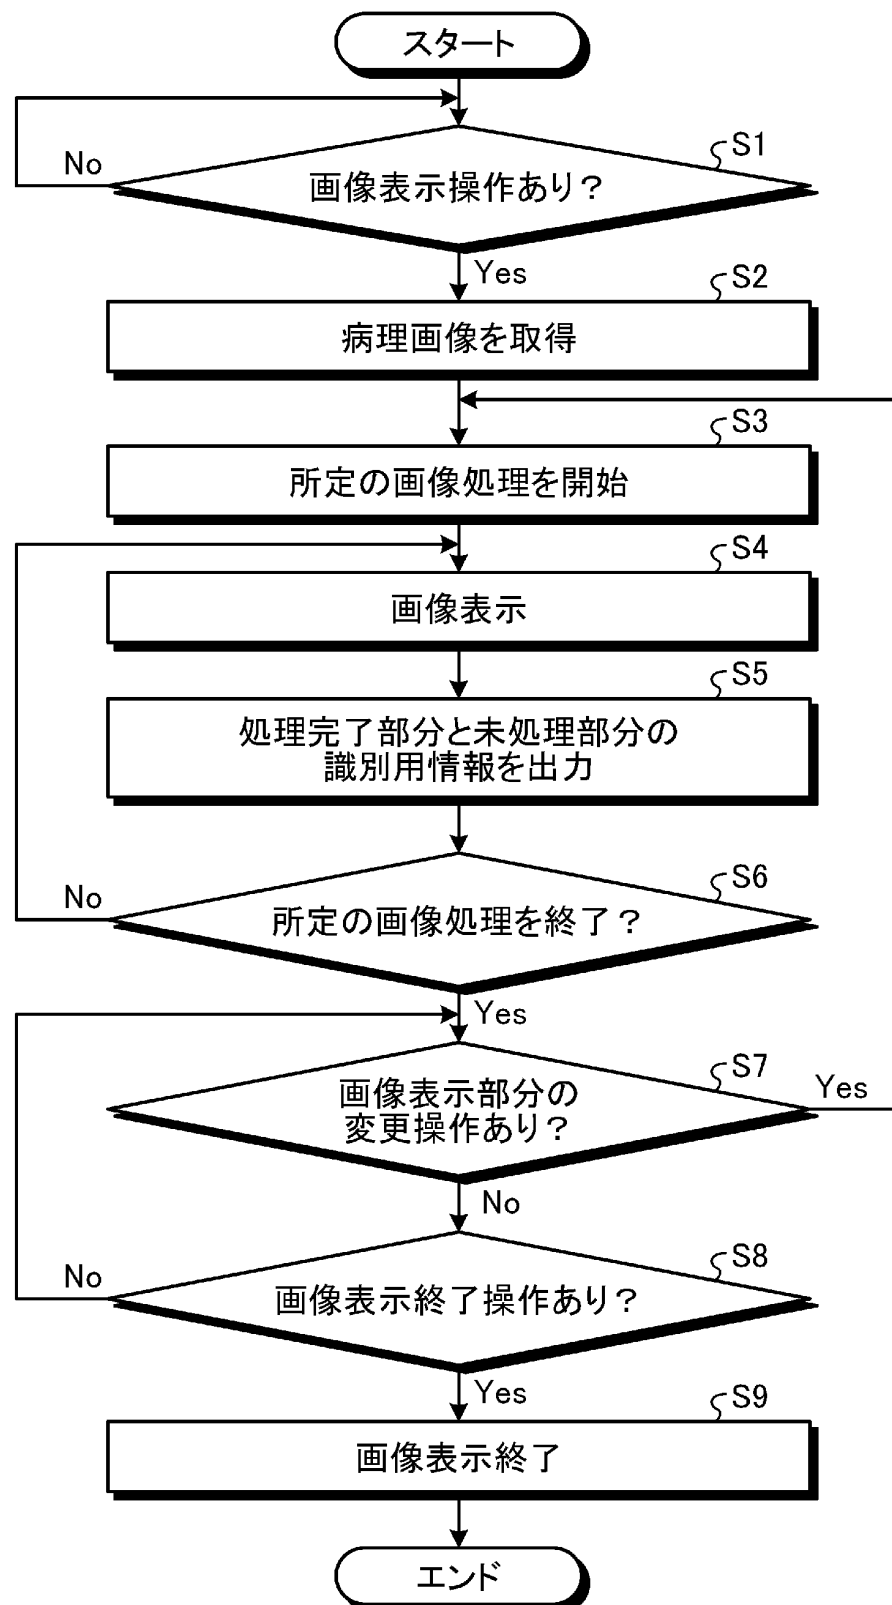 スタート
S1
No
画像表示操作あり？
Yes
S2
病理画像を取得
S3
所定の画像処理を開始
S4
画像表示
S5
処理完了部分と未処理部分の
識別用情報を出力
S6
No
所定の画像処理を終了？
Yes
S7
画像表示部分の
変更操作あり？
Yes
No
S8
No
画像表示終了操作あり？
Yes
S9
画像表示終了
エンド